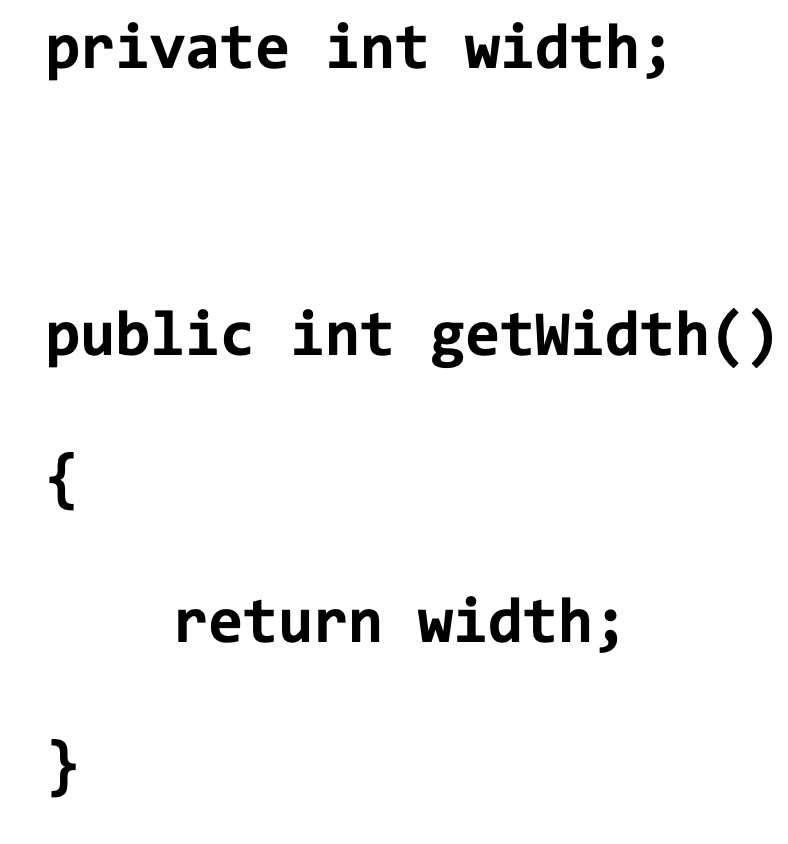 private int width;
public int getWidth()
{
    return width;
}